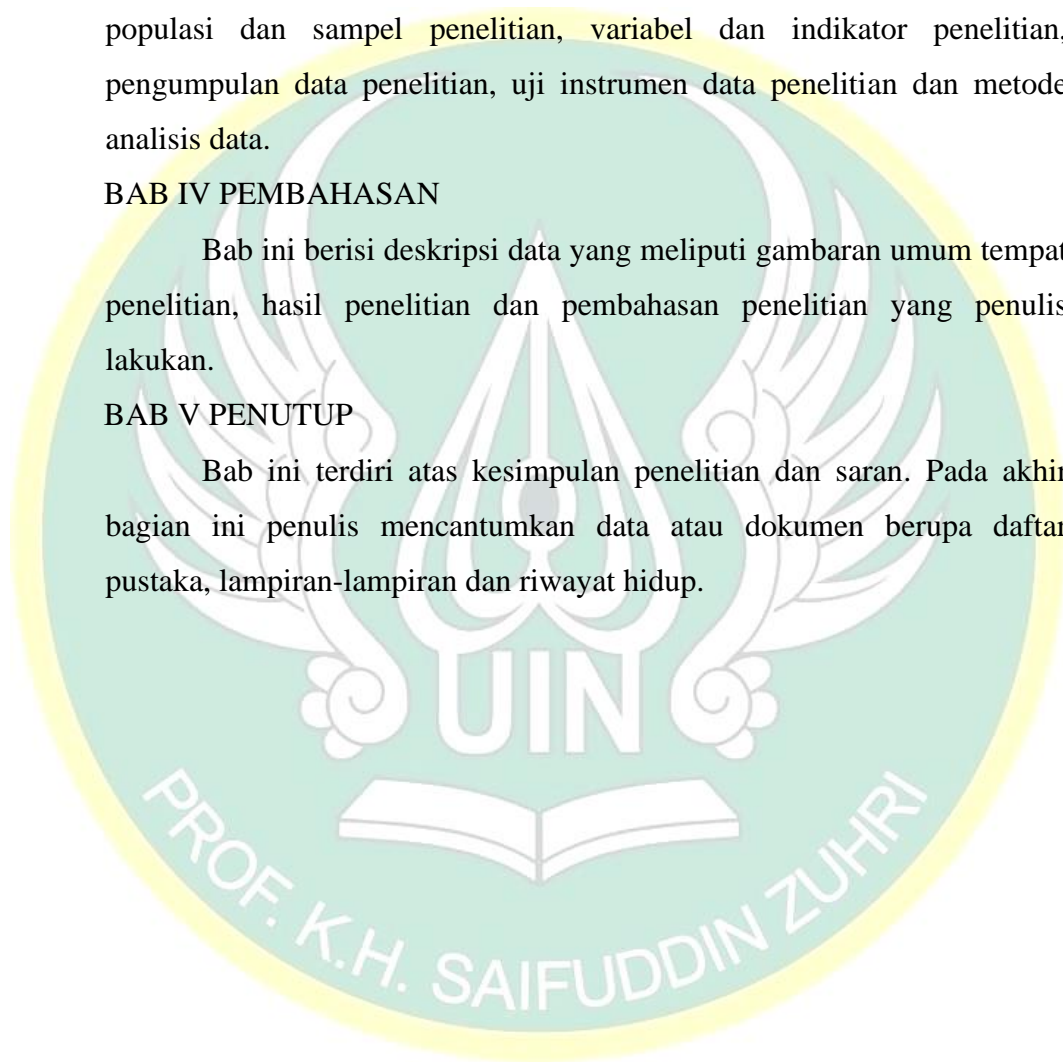 populasi dan sampel penelitian, variabel dan indikator penelitian,
pengumpulan data penelitian, uji instrumen data penelitian dan metode
analisis data.
BAB IV PEMBAHASAN
Bab ini berisi deskripsi data yang meliputi gambaran umum tempat
penelitian, hasil penelitian dan pembahasan penelitian yang penulis
lakukan.
BAB V PENUTUP
Bab ini terdiri atas kesimpulan penelitian dan saran. Pada akhir
bagian ini penulis mencantumkan data atau dokumen berupa daftar
pustaka, lampiran-lampiran dan riwayat hidup.
UIN
PROF. K.H. SAIFUDDIN ZUHRI